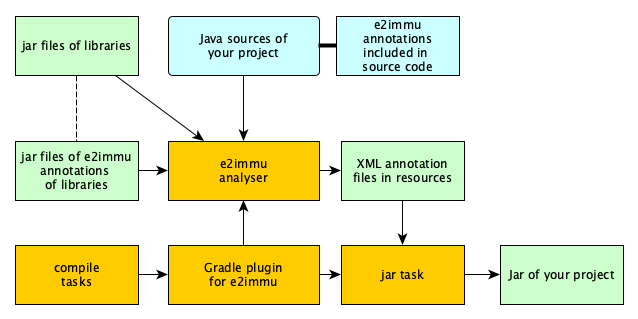 jar files of libraries
Java sources of
your project
e2immu
annotations
included in
source code
jar files of e2immu
annotations
of libraries
e2immu
analyser
XML annotation
files in resources
compile
tasks
Gradle plugin
for e2immu
jar task
Jar of your project